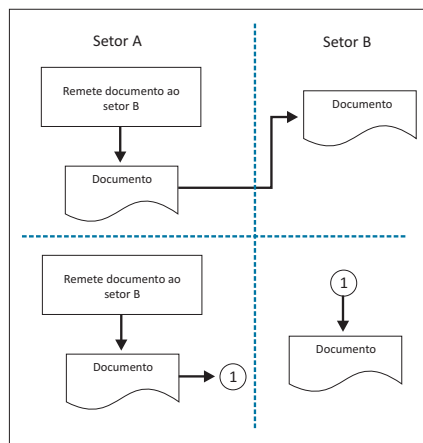 Setor A
Setor B
Remete documento ao
setor B
Documento
Documento
Remete documento ao
setor B
1
Documento
1
Documento